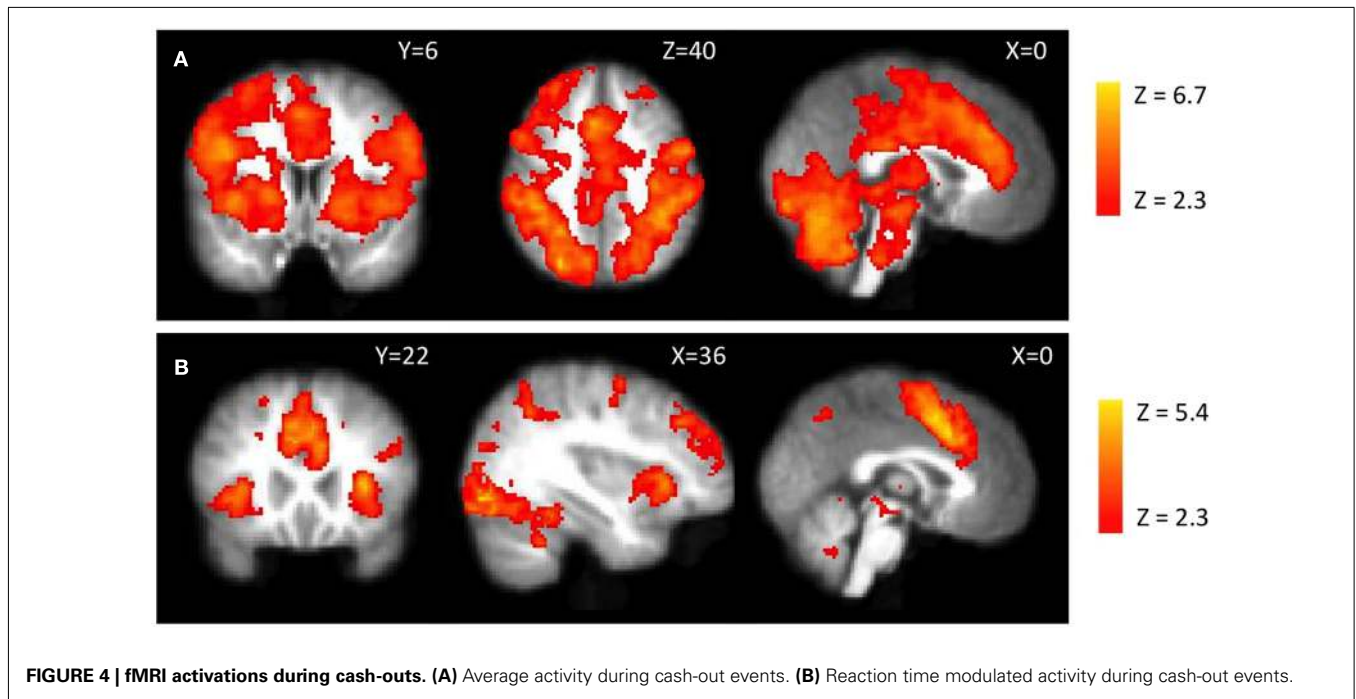 A
Y=6
Z=40
X=0
Z = 6.7
Z = 2.3
B
Y=22
X=36
X=0
Z = 5.4
Z = 2.3
FIGURE 4 | fMRI activations during cash-outs. (A) Average activity during cash-out events. (B) Reaction time modulated activity during cash-out events.